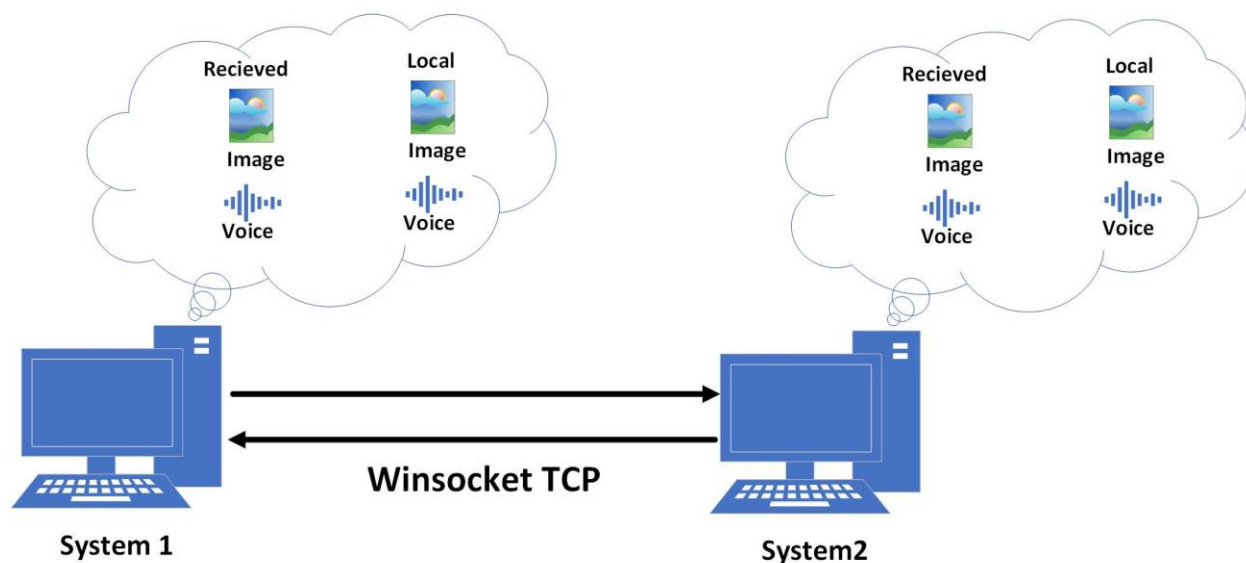 Recieved
Image
Voice
Local
Image
Voice
Recieved
Image
Voice
Local
Image
Voice
Winsocket TCP
System 1
System2